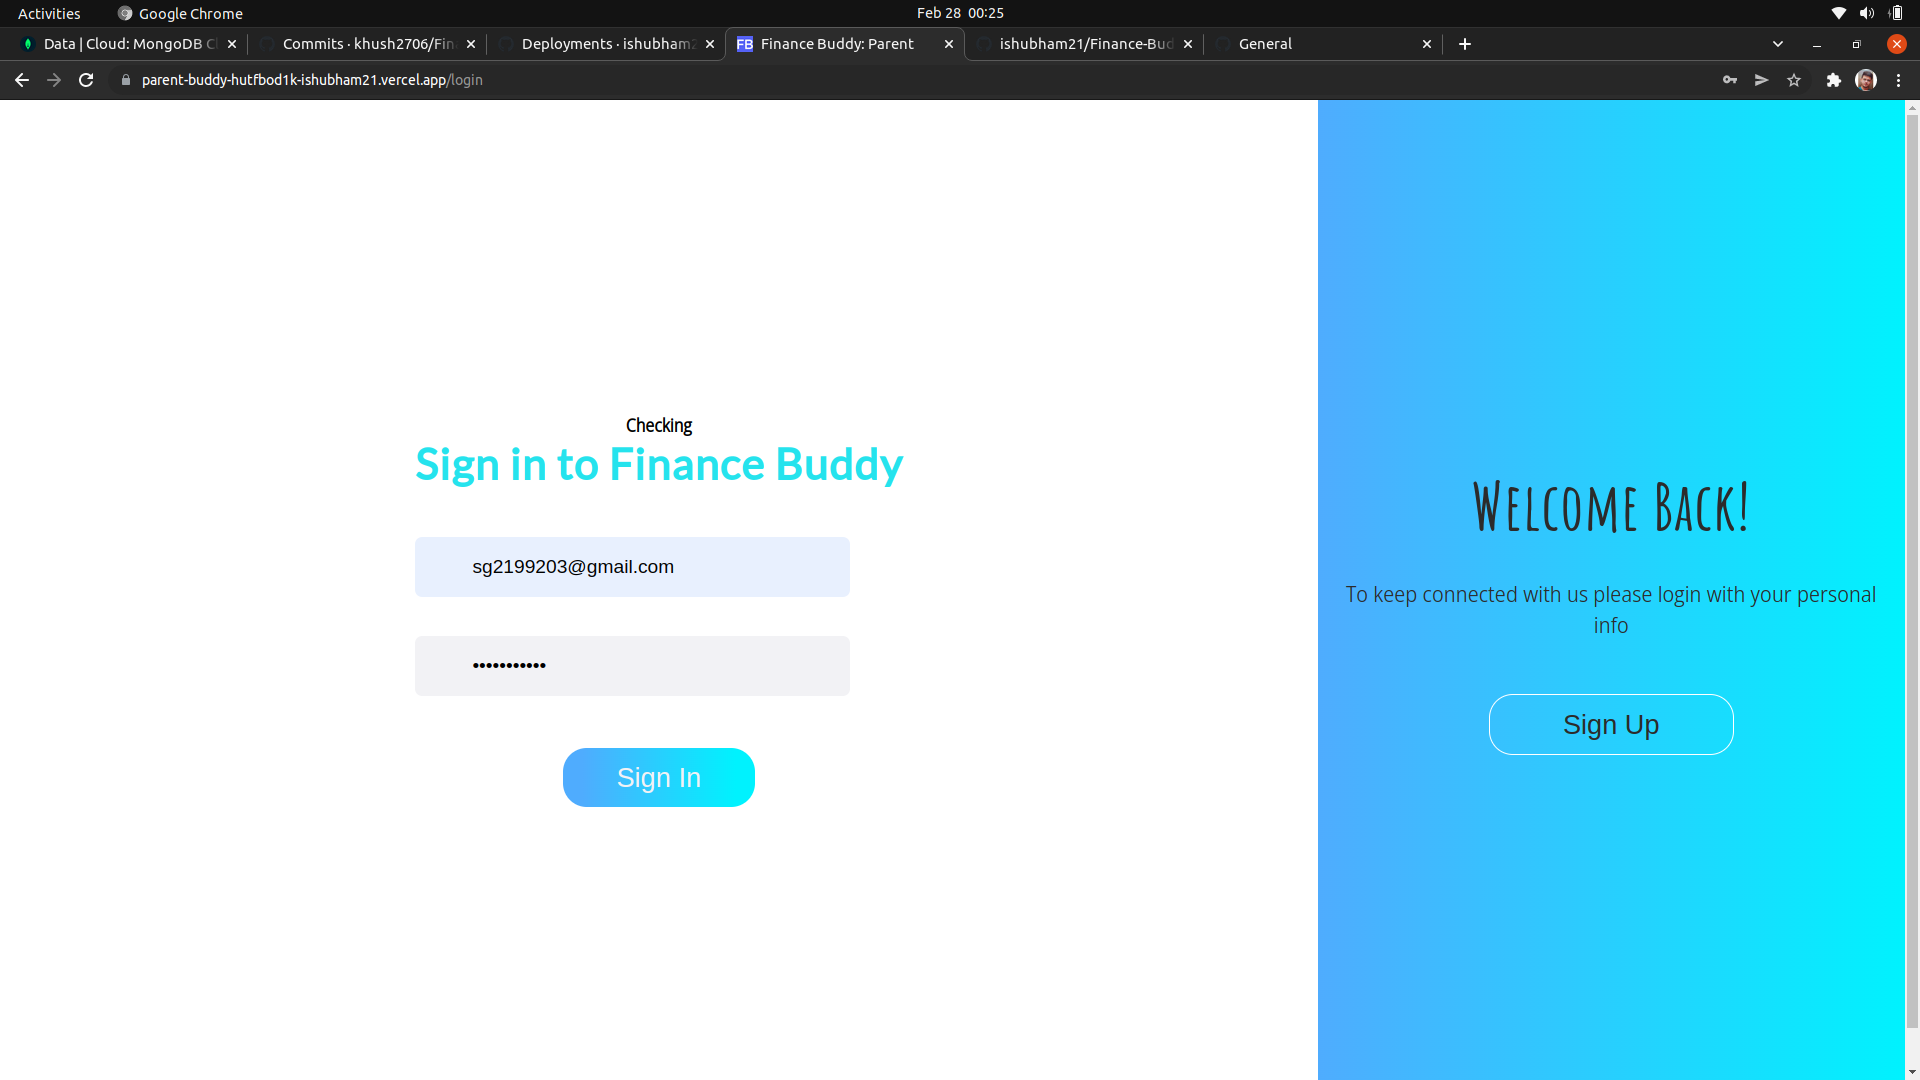 Activities
Google Chrome
Feb 28 00:25
Data | Cloud: MongoDB Cl
Commits · khush2706/Fin
Deployments · ishubham2
FB Finance Buddy: Parent
ishubham21/Finance-Bud
General
parent-buddy-hutfbod1k-ishubham21.vercel.app/login
Checking
Sign in to Finance Buddy
sg2199203@gmail.com
•••••••••••
Sign In
Welcome Back!
To keep connected with us please login with your personal
info
Sign Up